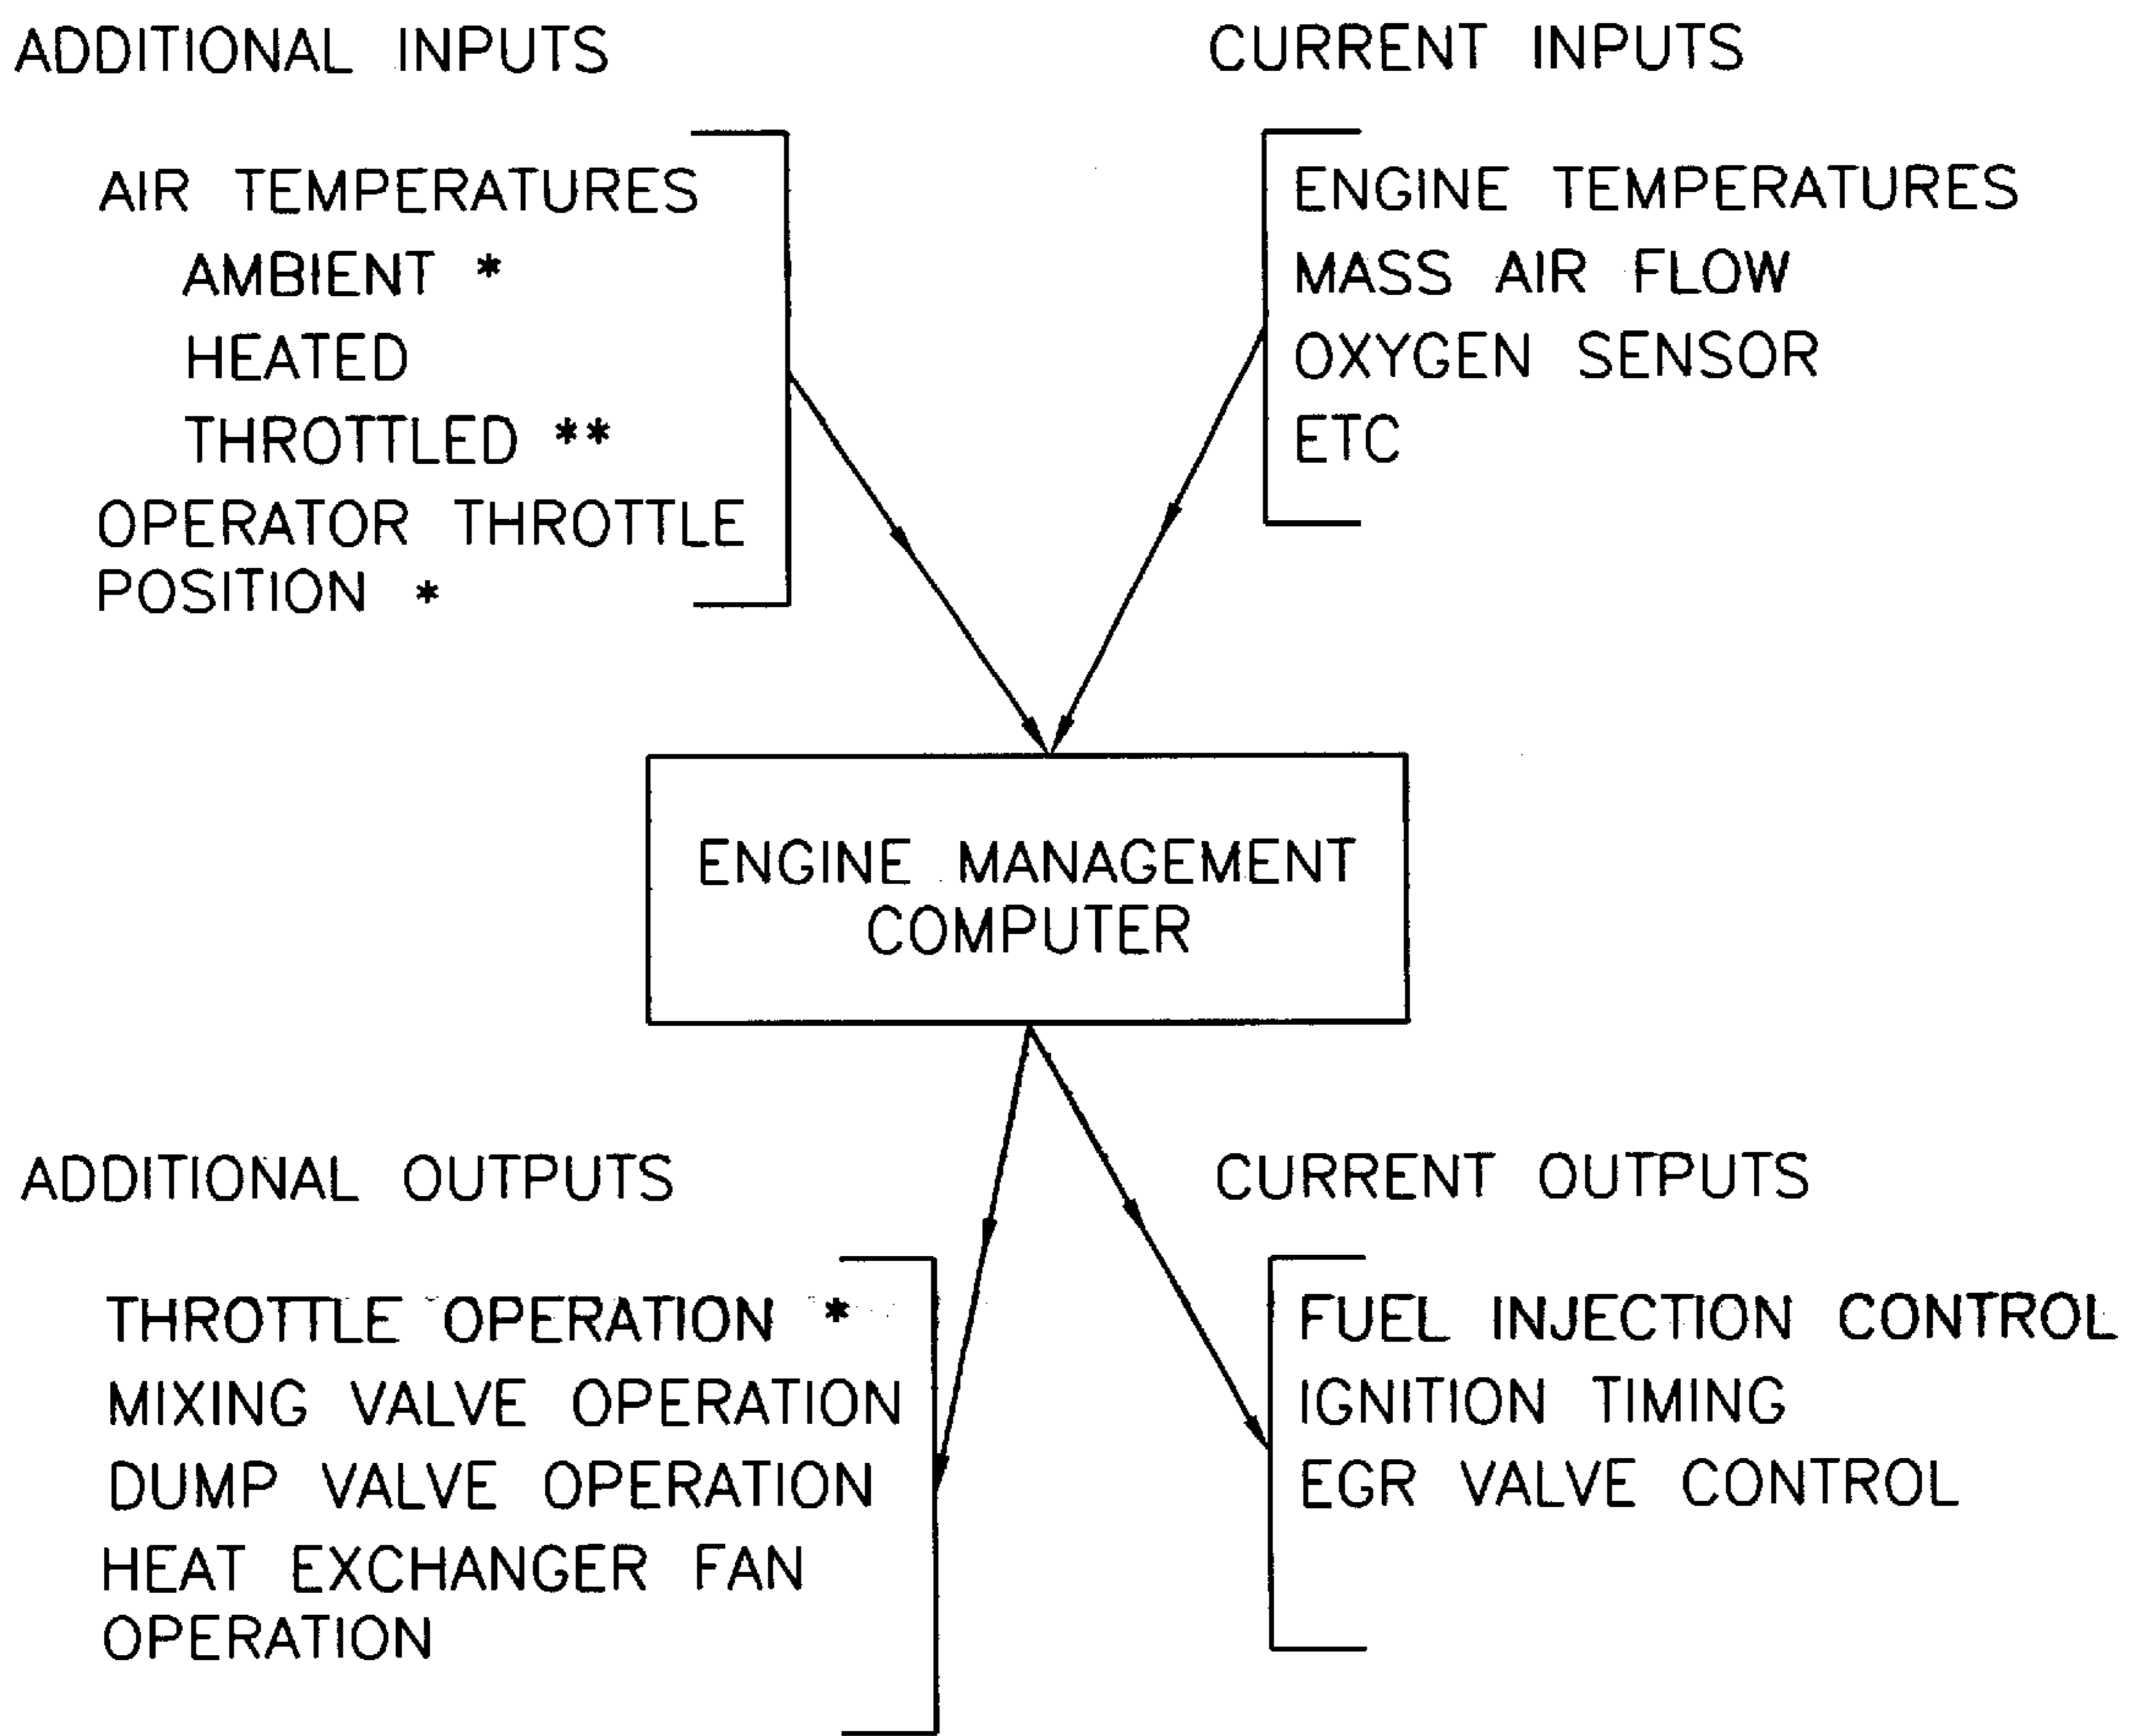 ADDITIONAL INPUTS
AIR TEMPERATURES
AMBIENT *
HEATED
THROTTLED **
OPERATOR THROTTLE
POSITION *
CURRENT INPUTS
ENGINE TEMPERATURES
MASS AIR FLOW
OXYGEN SENSOR
ETC
ENGINE MANAGEMENT
COMPUTER
ADDITIONAL OUTPUTS
THROTTLE OPERATION *
MIXING VALVE OPERATION
DUMP VALVE OPERATION
HEAT EXCHANGER FAN
OPERATION
CURRENT OUTPUTS
FUEL INJECTION CONTROL
IGNITION TIMING
EGR VALVE CONTROL